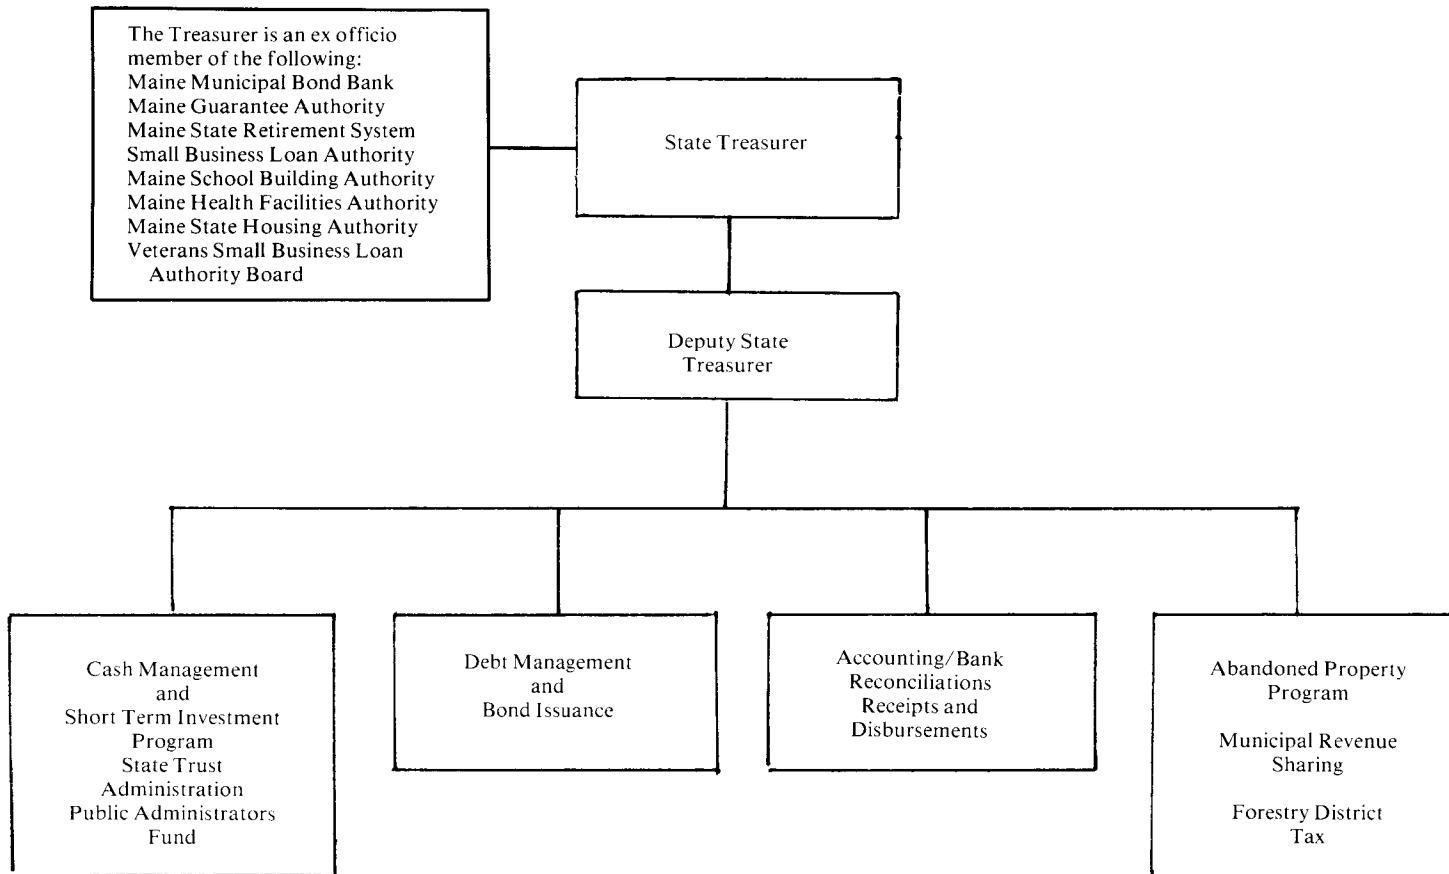 The Treasurer is an ex officio
member of the following:
Maine Municipal Bond Bank
Maine Guarantee Authority
Maine State Retirement System
Small Business Loan Authority
Maine School Building Authority
Maine Health Facilities Authority
Maine State Housing Authority
Veterans Small Business Loan
Authority Board
State Treasurer
Deputy State
Treasurer
Cash Management
and
Short Term Investment
Program
State Trust
Administration
Public Administrators
Fund
Debt Management
and
Bond Issuance
Accounting/Bank
Reconciliations
Receipts and
Disbursements
Abandoned Property
Program
Municipal Revenue
Sharing
Forestry District
Tax